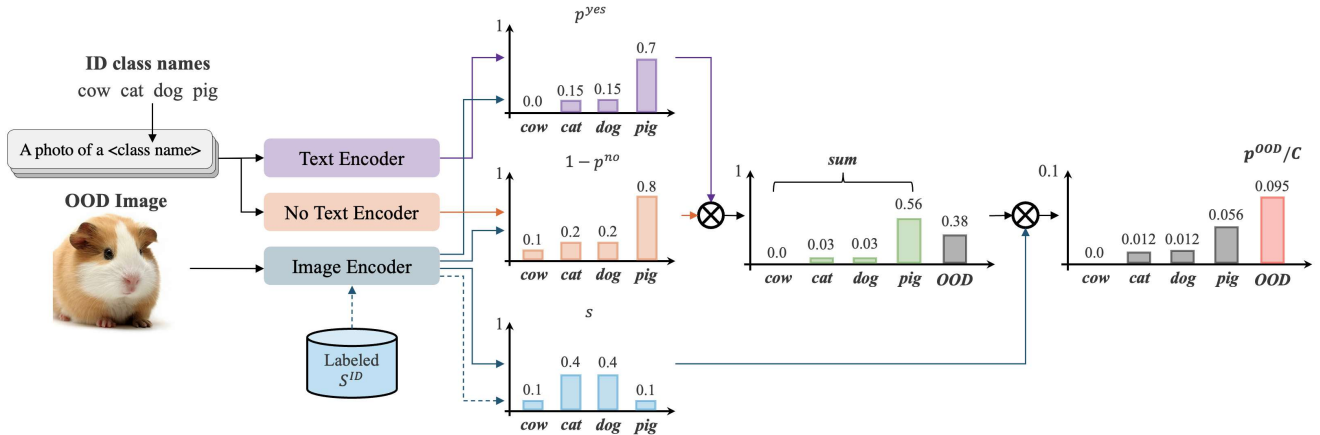 ID class names
cow cat dog pig
A photo of a <class name>
OOD Image
Text Encoder
No Text Encoder
Image Encoder
Labeled
S^{ID}
p^{yes}
1
0.0 0.15 0.15 0.7
cow cat dog pig
1 − p^{no}
1
0.1 0.2 0.2 0.8
cow cat dog pig
s
1
0.1 0.4 0.4 0.1
cow cat dog pig
sum
1
0.0 0.03 0.03 0.56 0.38
cow cat dog pig OOD
p^{OOD}/C
0.1
0.0 0.012 0.012 0.056 0.095
cow cat dog pig OOD